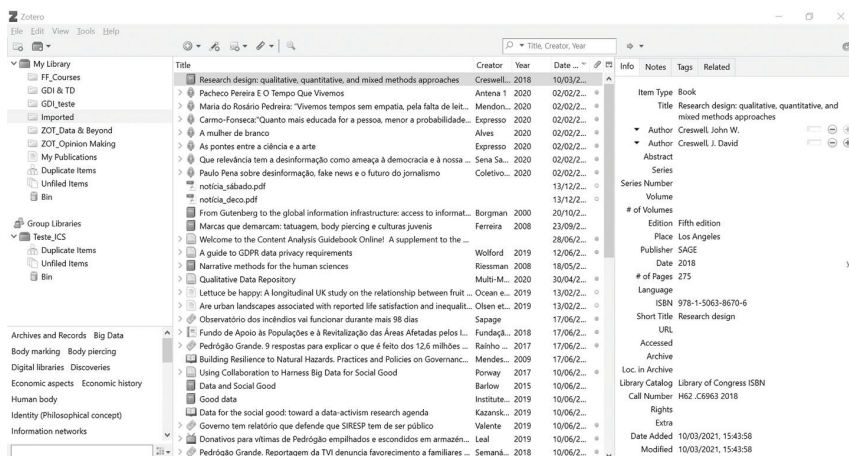 Zotero
File Edit View Tools Help
Title, Creator, Year
My Library
FF_Courses
GDI & TD
GDI_teste
Imported
ZOT_Data & Beyond
ZOT_Opinion Making
My Publications
Duplicate Items
Unfiled Items
Bin
Group Libraries
Teste_ICS
Duplicate Items
Unfiled Items
Bin
Archives and Records Big Data
Body marking Body piercing
Digital libraries Discoveries
Economic aspects Economic history
Human body
Identity (Philosophical concept)
Information networks
Title Creator Year Date ...
Research design: qualitative, quantitative, and mixed methods approaches Creswell... 2018 10/03/2...
Pacheco Pereira E O Tempo Que Vivemos Antena 1 2020 02/02/2...
Maria do Rosário Pedreira: "Vivemos tempos sem empatia, pela falta de leit... Mendon... 2020 02/02/2...
Carmo-Fonseca:"Quanto mais educada for a pessoa, menor a probabilidade... Expresso 2020 02/02/2...
A mulher de branco Alves 2020 02/02/2...
As pontes entre a ciência e a arte Expresso 2020 02/02/2...
Que relevância tem a desinformação como ameaça à democracia e à nossa ... Sena Sa... 2020 02/02/2...
Paulo Pena sobre desinformação, fake news e o futuro do jornalismo Coletivo... 2020 02/02/2...
notícia_sábado.pdf 13/12/2...
notícia_deco.pdf 13/12/2...
From Gutenberg to the global information infrastructure: access to informat... Borgman 2000 20/10/2...
Marcas que demarcam: tatuagem, body piercing e culturas juvenis Ferreira 2008 23/09/2...
Welcome to the Content Analysis Guidebook Online! A supplement to the ... 28/06/2...
A guide to GDPR data privacy requirements Wolford 2019 12/06/2...
Narrative methods for the human sciences Riessman 2008 18/05/2...
Qualitative Data Repository Multi-M... 2020 30/04/2...
Lettuce be happy: A longitudinal UK study on the relationship between fruit ... Ocean e... 2019 13/02/2...
Are urban landscapes associated with reported life satisfaction and inequalit... Olsen et... 2019 13/02/2...
Observatório dos incêndios vai funcionar durante mais 98 dias Sapage 17/06/2...
Fundo de Apoio às Populações e à Revitalização das Áreas Afetadas pelos I... Fundaçã... 2018 17/06/2...
Pedrógão Grande. 9 respostas para explicar o que é feito dos 12,6 milhões ... Rainho ... 2017 17/06/2...
Building Resilience to Natural Hazards. Practices and Policies on Governanc... Mendes... 2009 17/06/2...
Using Collaboration to Harness Big Data for Social Good Porway 2017 10/06/2...
Data and Social Good Barlow 2015 10/06/2...
Good data Institute... 2019 10/06/2...
Data for the social good: toward a data-activism research agenda Kazansk... 2019 10/06/2...
Governo tem relatório que defende que SIRESP tem de ser público Valente 2019 10/06/2...
Donativos para vítimas de Pedrógão empilhados e escondidos em armazén... Leal 2019 10/06/2...
Pedrógão Grande. Reportagem da TVI denuncia favorecimento a familiares ... Semaná... 2018 10/06/2...
Info Notes Tags Related
Item Type Book
Title Research design: qualitative, quantitative, and
mixed methods approaches
Author Creswell, John W.
Author Creswell, J. David
Abstract
Series
Series Number
Volume
# of Volumes
Edition Fifth edition
Place Los Angeles
Publisher SAGE
Date 2018 y
# of Pages 275
Language
ISBN 978-1-5063-8670-6
Short Title Research design
URL
Accessed
Archive
Loc. in Archive
Library Catalog Library of Congress ISBN
Call Number H62 .C6963 2018
Rights
Extra
Date Added 10/03/2021, 15:43:58
Modified 10/03/2021, 15:43:58